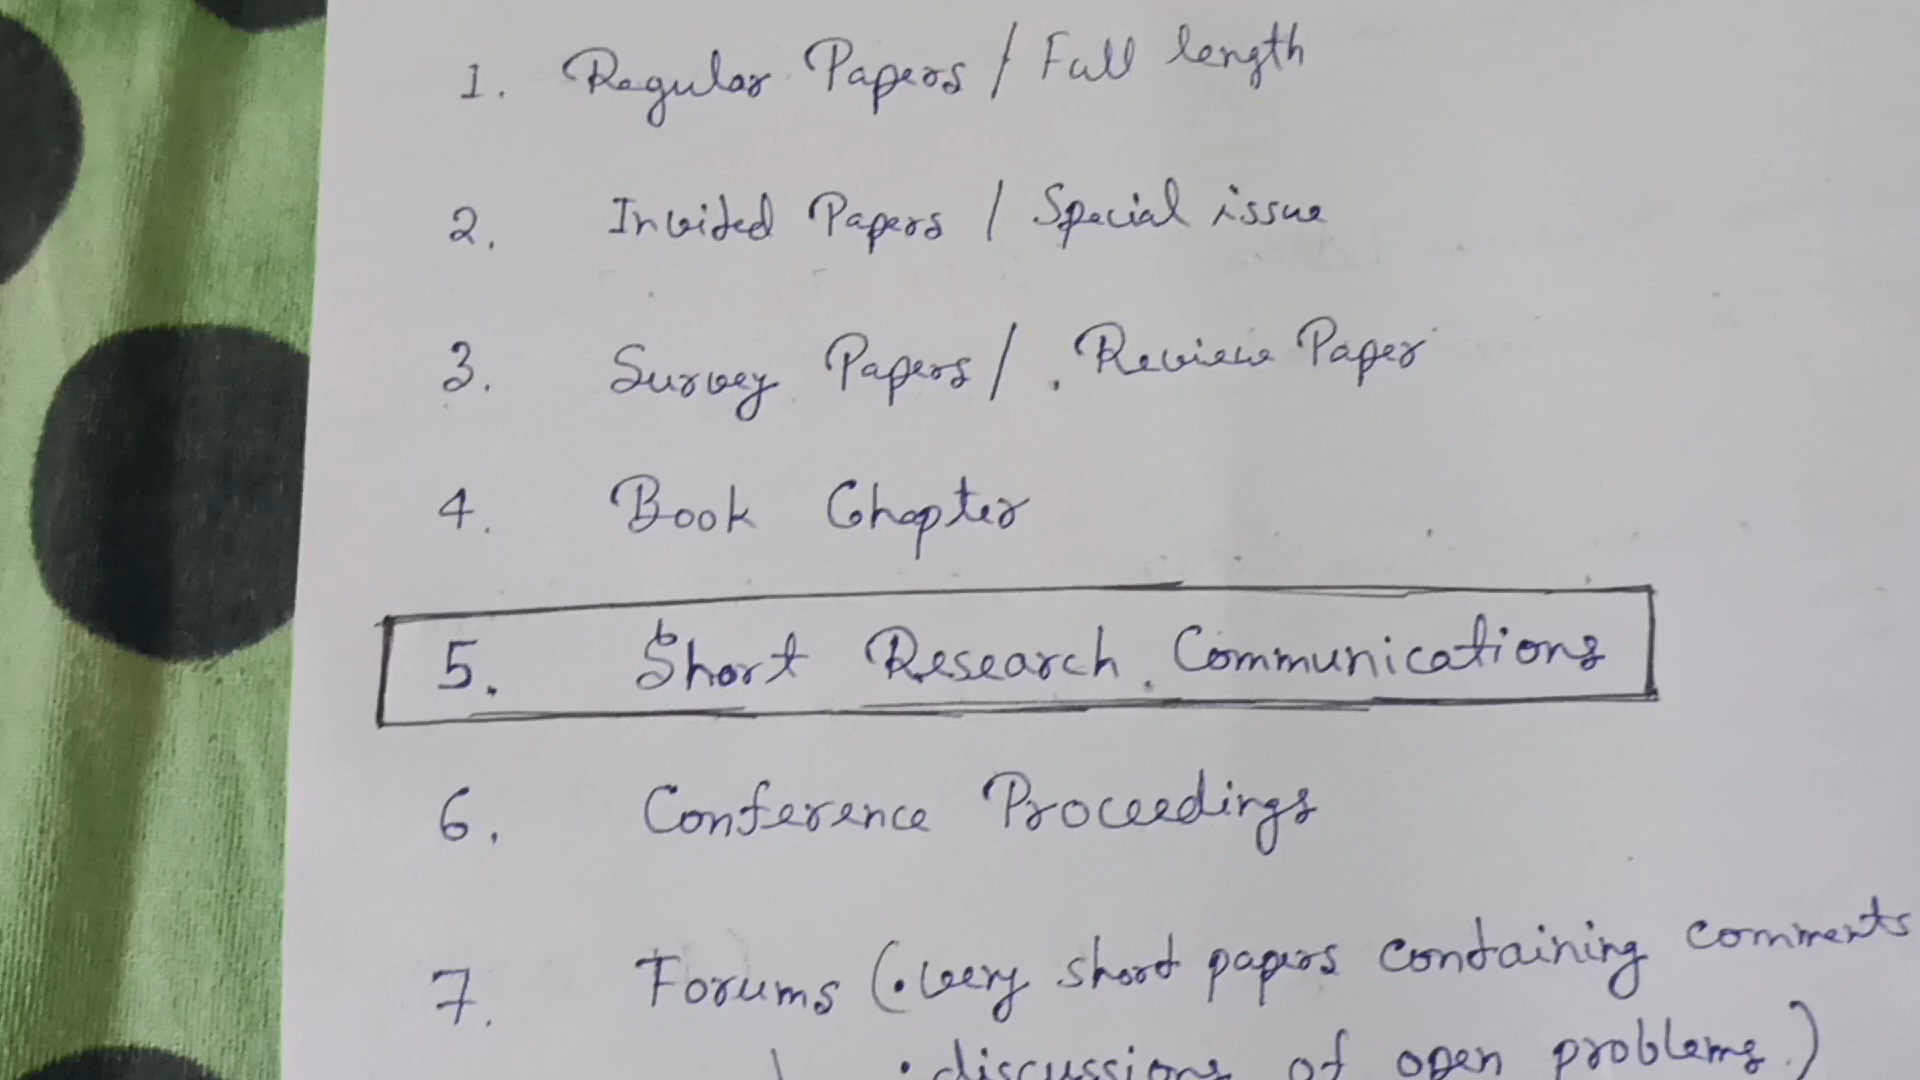 1. Regular Papers / Full length
2. Invited Papers / Special issue
3. Survey Papers / Review Paper
4. Book Chapter
5. Short Research Communications
6. Conference Proceedings
7. Forums (very short papers containing comments
discussions of open problems.)